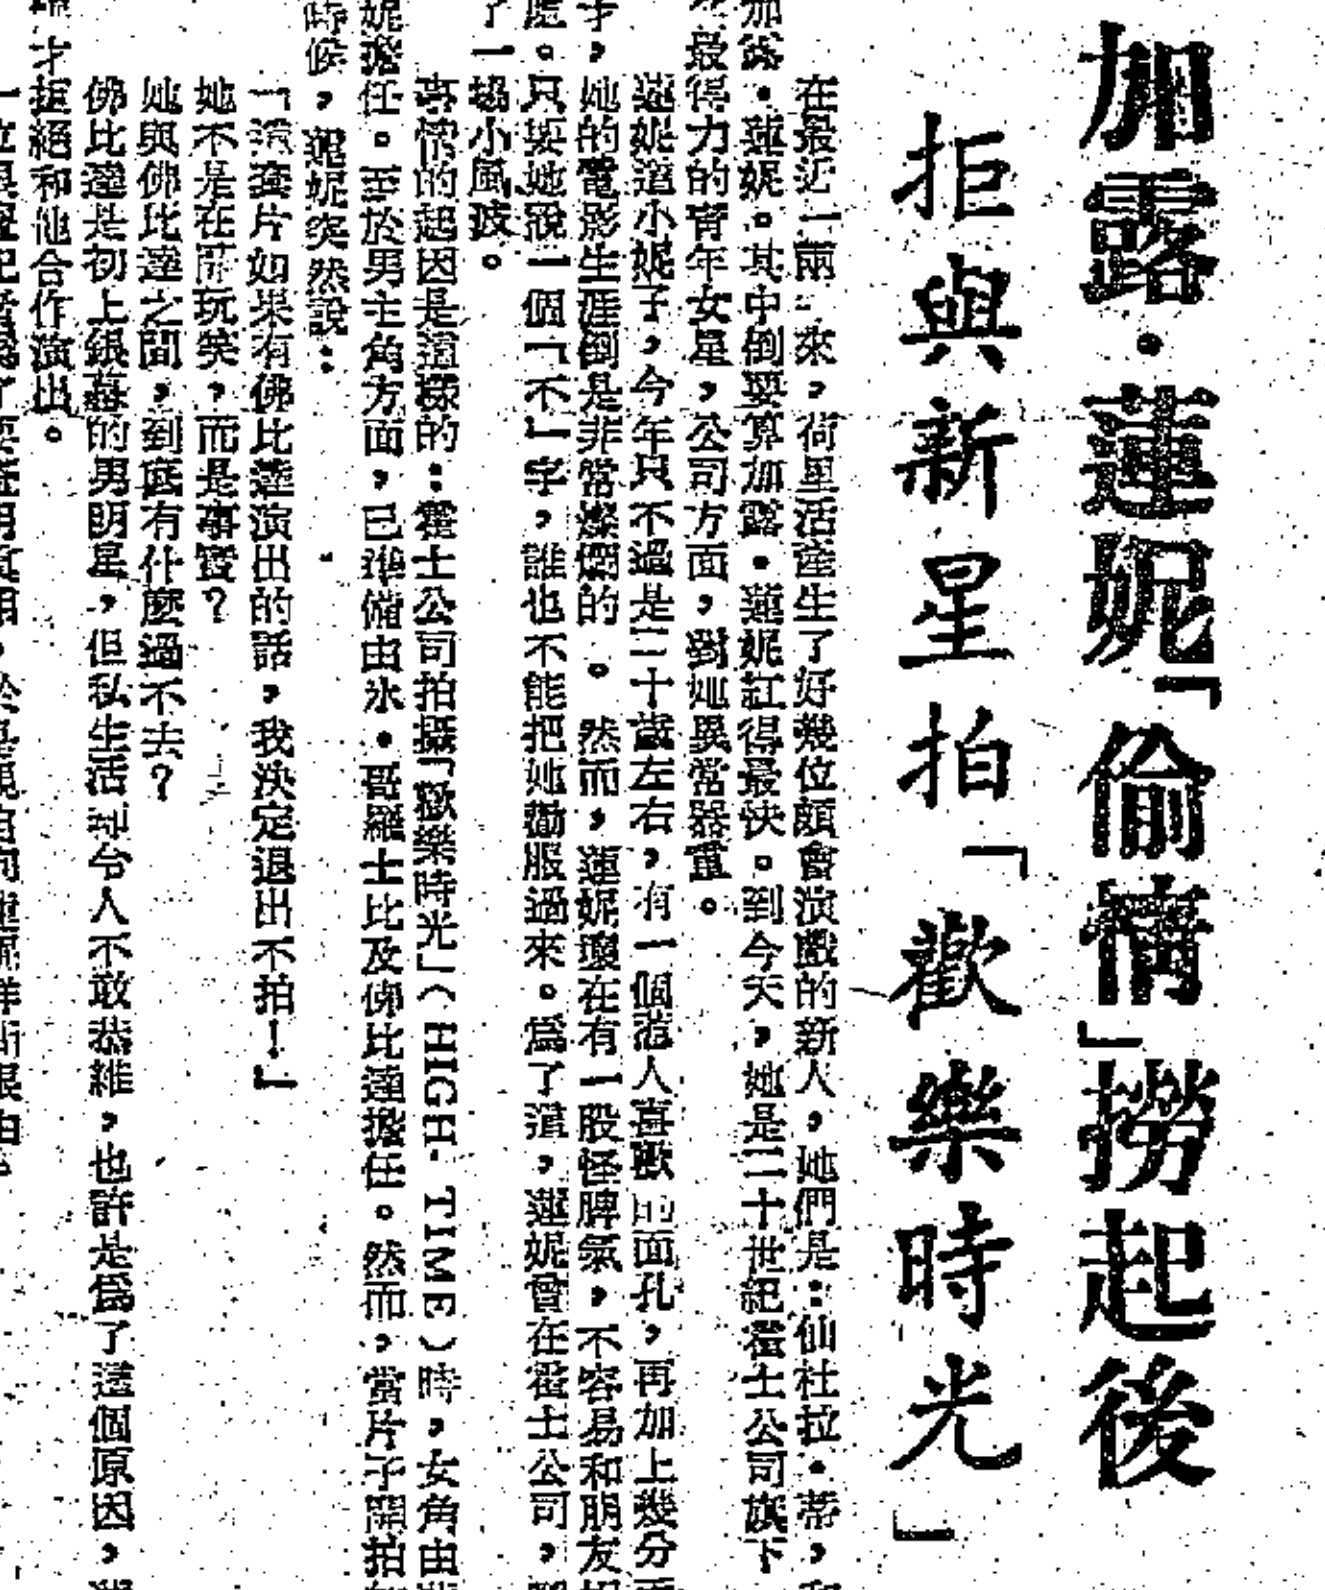 加露·蓮妮「偷情」撈起後
拒與新星拍「歡樂時光」
在最近一兩 來，荷里活產生了好幾位頗會演戲的新人，她們是：仙杜拉·蒂，
加露·蓮妮。其中倒要算加露·蓮妮紅得最快。到今天，她是二十世紀霍士公司旗下
最得力的青年女星，公司方面，對她異常器重。
蓮妮這小妮子，今年只不過是二十歲左右，有一個惹人喜歡的面孔，再加上幾分
才，她的電影生涯倒是非常燦爛的。然而，蓮妮壞在有一股怪脾氣，不容易和朋友
處。只要她說一個「不」字，誰也不能把她勸服過來。為了這，蓮妮曾在霍士公司，
了一場小風波。
事情的起因是這樣的：霍士公司拍攝「歡樂時光」（HIGH·TIME）時，女角由
妮擔任。至於男主角方面，已準備由氷·哥羅士比及佛比達擔任。然而，當片子開拍
時候，蓮妮突然說：
「這套片如果有佛比達演出的話，我決定退出不拍！」
她不是在開玩笑，而是事實？
她與佛比達之間，到底有什麼過不去？
佛比達是初上銀幕的男明星，但私生活却令人不敢恭維，也許是為了這個原因，
才拒絕和他合作演出。